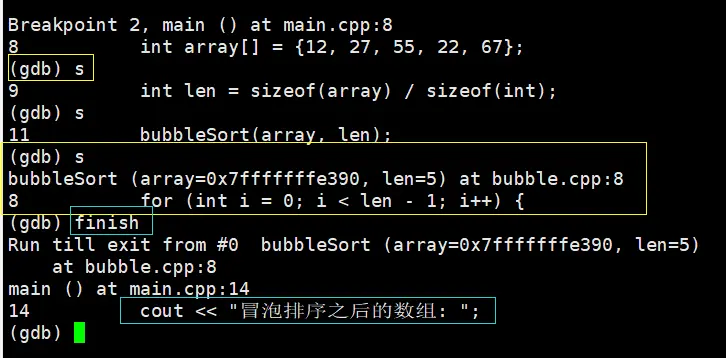 Breakpoint 2, main () at main.cpp:8
8           int array[] = {12, 27, 55, 22, 67};
(gdb) s
9           int len = sizeof(array) / sizeof(int);
(gdb) s
11          bubbleSort(array, len);
(gdb) s
bubbleSort (array=0x7fffffffe390, len=5) at bubble.cpp:8
8           for (int i = 0; i < len - 1; i++) {
(gdb) finish
Run till exit from #0  bubbleSort (array=0x7fffffffe390, len=5)
    at bubble.cpp:8
main () at main.cpp:14
14          cout << "冒泡排序之后的数组: ";
(gdb)